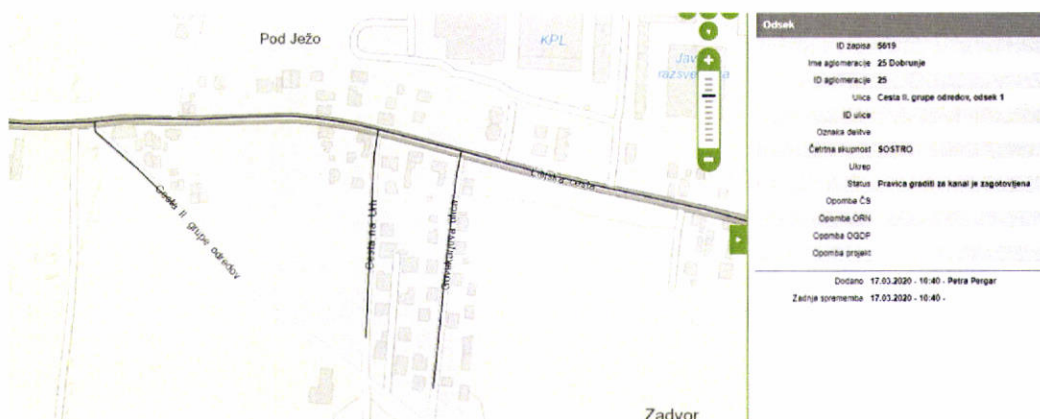 Pod Ježo
KPL
Cesta II. grupe odredov
Cesta na Urh
Litijska cesta
Zadvor
Odsek
ID zapisa 5619
Ime aglomeracije 25 Dobrunje
ID aglomeracije 25
Ulica Cesta II. grupe odredov, odsek 1
ID ulice
Oznaka delitve
Četrtna skupnost SOSTRO
Ukrep
Status Pravica graditi za kanal je zagotovljena
Opomba ČS
Opomba ORN
Opomba OGDP
Opomba projekt
Dodano 17.03.2020 - 10:40 - Petra Pergar
Zadnja sprememba 17.03.2020 - 10:40 -